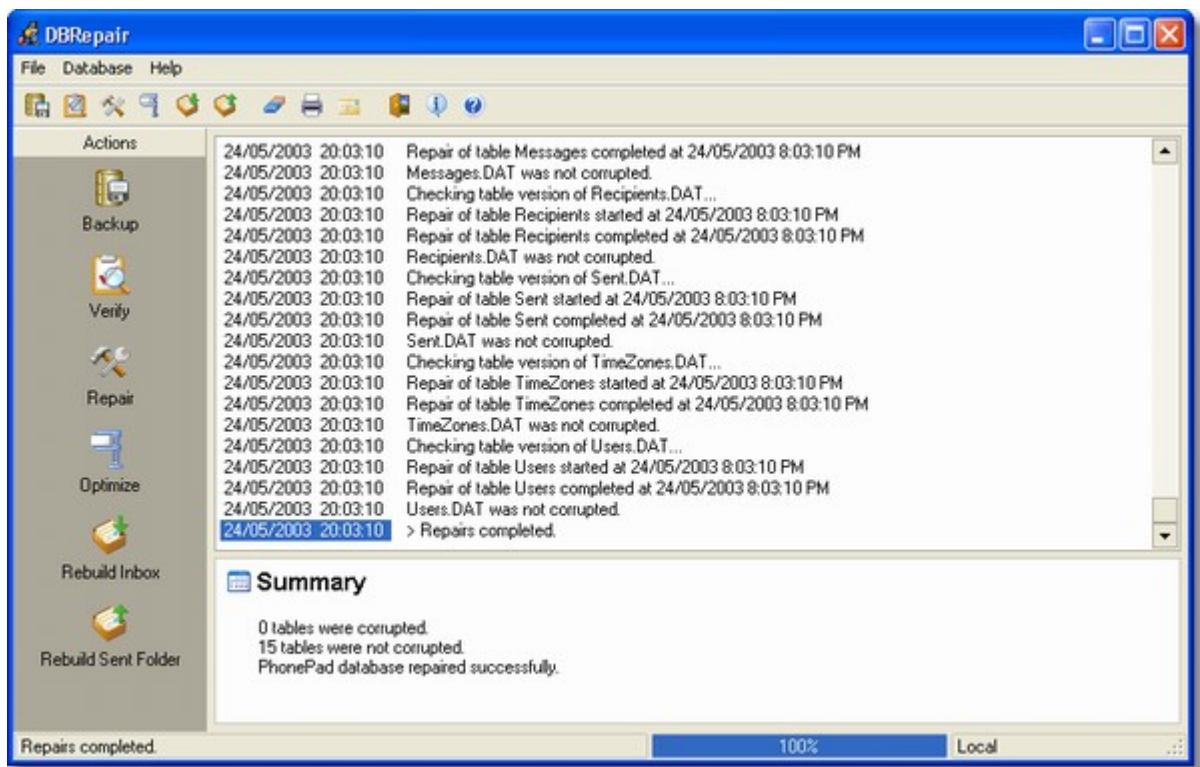 DBRepair
File Database Help
Actions
Backup
Verify
Repair
Optimize
Rebuild Inbox
Rebuild Sent Folder
24/05/2003 20:03:10 Repair of table Messages completed at 24/05/2003 8:03:10 PM
24/05/2003 20:03:10 Messages.DAT was not corrupted.
24/05/2003 20:03:10 Checking table version of Recipients.DAT...
24/05/2003 20:03:10 Repair of table Recipients started at 24/05/2003 8:03:10 PM
24/05/2003 20:03:10 Repair of table Recipients completed at 24/05/2003 8:03:10 PM
24/05/2003 20:03:10 Recipients.DAT was not corrupted.
24/05/2003 20:03:10 Checking table version of Sent.DAT...
24/05/2003 20:03:10 Repair of table Sent started at 24/05/2003 8:03:10 PM
24/05/2003 20:03:10 Repair of table Sent completed at 24/05/2003 8:03:10 PM
24/05/2003 20:03:10 Sent.DAT was not corrupted.
24/05/2003 20:03:10 Checking table version of TimeZones.DAT...
24/05/2003 20:03:10 Repair of table TimeZones started at 24/05/2003 8:03:10 PM
24/05/2003 20:03:10 Repair of table TimeZones completed at 24/05/2003 8:03:10 PM
24/05/2003 20:03:10 TimeZones.DAT was not corrupted.
24/05/2003 20:03:10 Checking table version of Users.DAT...
24/05/2003 20:03:10 Repair of table Users started at 24/05/2003 8:03:10 PM
24/05/2003 20:03:10 Repair of table Users completed at 24/05/2003 8:03:10 PM
24/05/2003 20:03:10 Users.DAT was not corrupted.
24/05/2003 20:03:10 > Repairs completed.
Summary
0 tables were corrupted.
15 tables were not corrupted.
PhonePad database repaired successfully.
Repairs completed. 100% Local